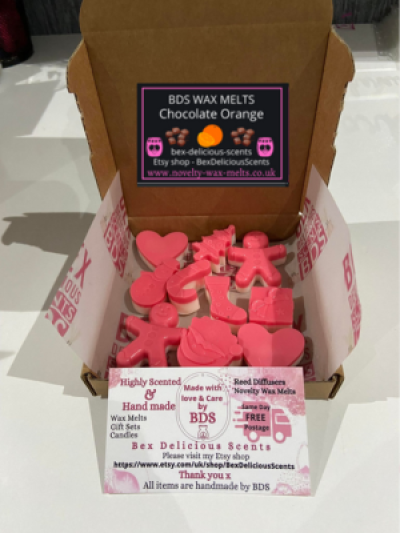 BDS WAX MELTS
Chocolate Orange
bex-delicious-scents
Etsy shop - BexDeliciousScents
www.novelty-wax-melts.co.uk
BDS
Highly Scented
&
Hand made
Wax Melts
Gift Sets
Candles
Made with
love & Care
by
BDS
Reed Diffusers
Novelty Wax Melts
Same Day
FREE
Postage
Bex Delicious Scents
Please visit my Etsy shop
https://www.etsy.com/uk/shop/BexDeliciousScents
Thank you x
All items are handmade by BDS